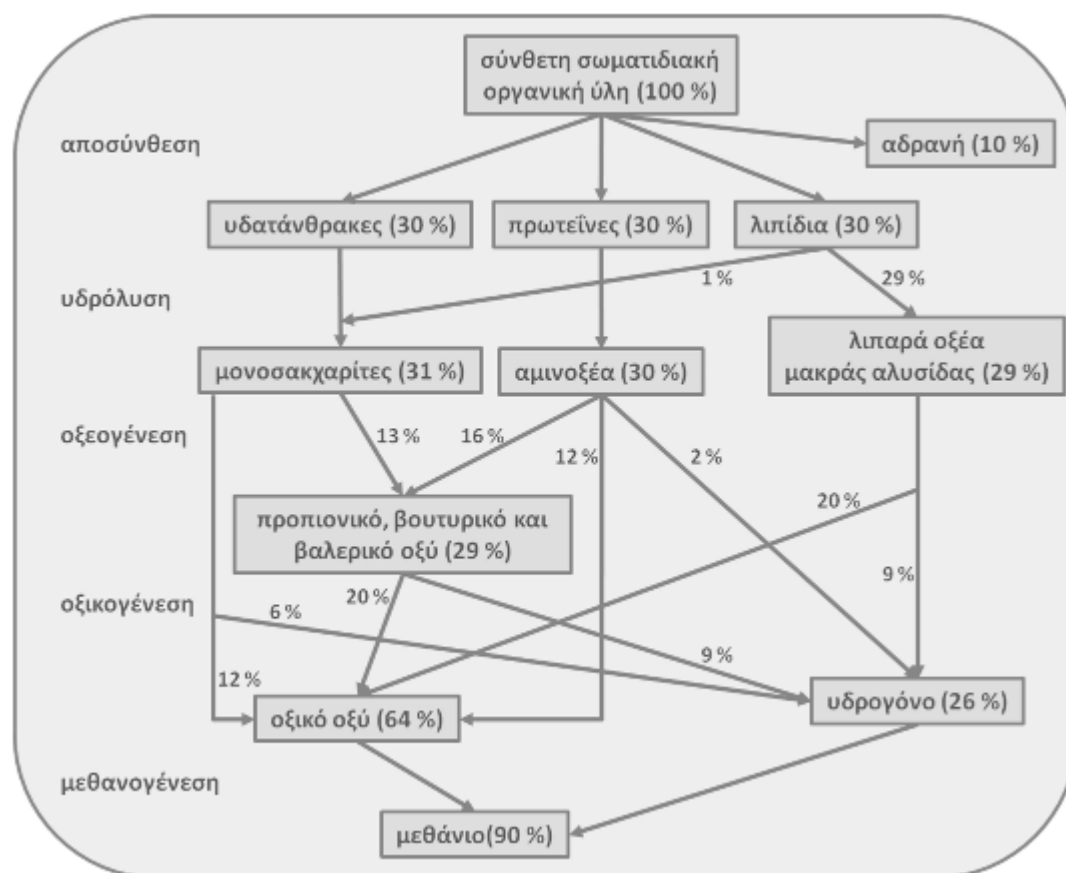 σύνθετη σωματιδιακή
οργανική ύλη (100 %)
αποσύνθεση
αδρανή (10 %)
υδατάνθρακες (30 %)
πρωτεΐνες (30 %)
λιπίδια (30 %)
1 %
29 %
υδρόλυση
λιπαρά οξέα
μακράς αλυσίδας (29 %)
μονοσακχαρίτες (31 %)
αμινοξέα (30 %)
οξεογένεση
13 %
16 %
12 %
2 %
20 %
προπιονικό, βουτυρικό και
βαλερικό οξύ (29 %)
9 %
οξικογένεση
6 %
20 %
9 %
12 %
οξικό οξύ (64 %)
υδρογόνο (26 %)
μεθανογένεση
μεθάνιο(90 %)